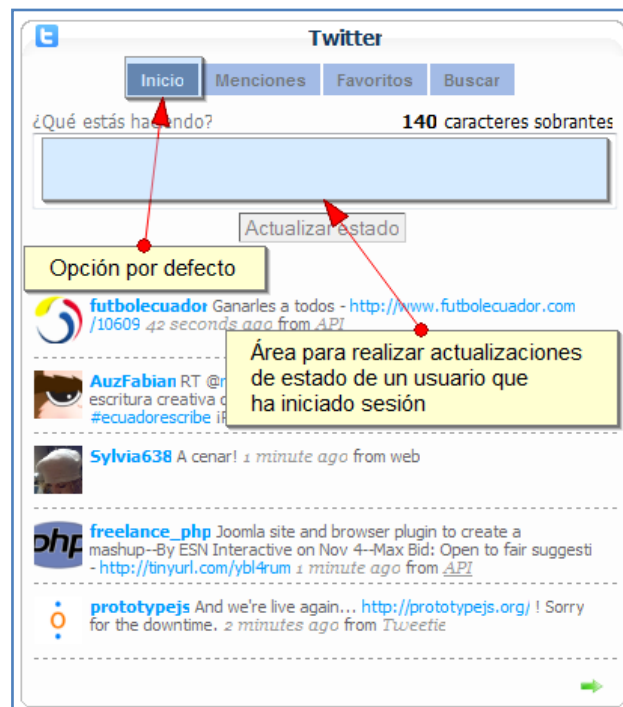 Twitter
Inicio Menciones Favoritos Buscar
¿Qué estás haciendo? 140 caracteres sobrantes
Actualizar estado
Opción por defecto
futbolecuador Ganarles a todos - http://www.futbolecuador.com
/10609 42 seconds ago from API
Área para realizar actualizaciones
de estado de un usuario que
ha iniciado sesión
AuzFabian RT
escritura creativa
#ecuadorescribe
Sylvia638 A cenar! 1 minute ago from web
php
freelance_php Joomla site and browser plugin to create a
mashup--By ESN Interactive on Nov 4--Max Bid: Open to fair suggesti
- http://tinyurl.com/ybl4rum 1 minute ago from API
prototypejs And we're live again... http://prototypejs.org/ ! Sorry
for the downtime. 2 minutes ago from Tweetie